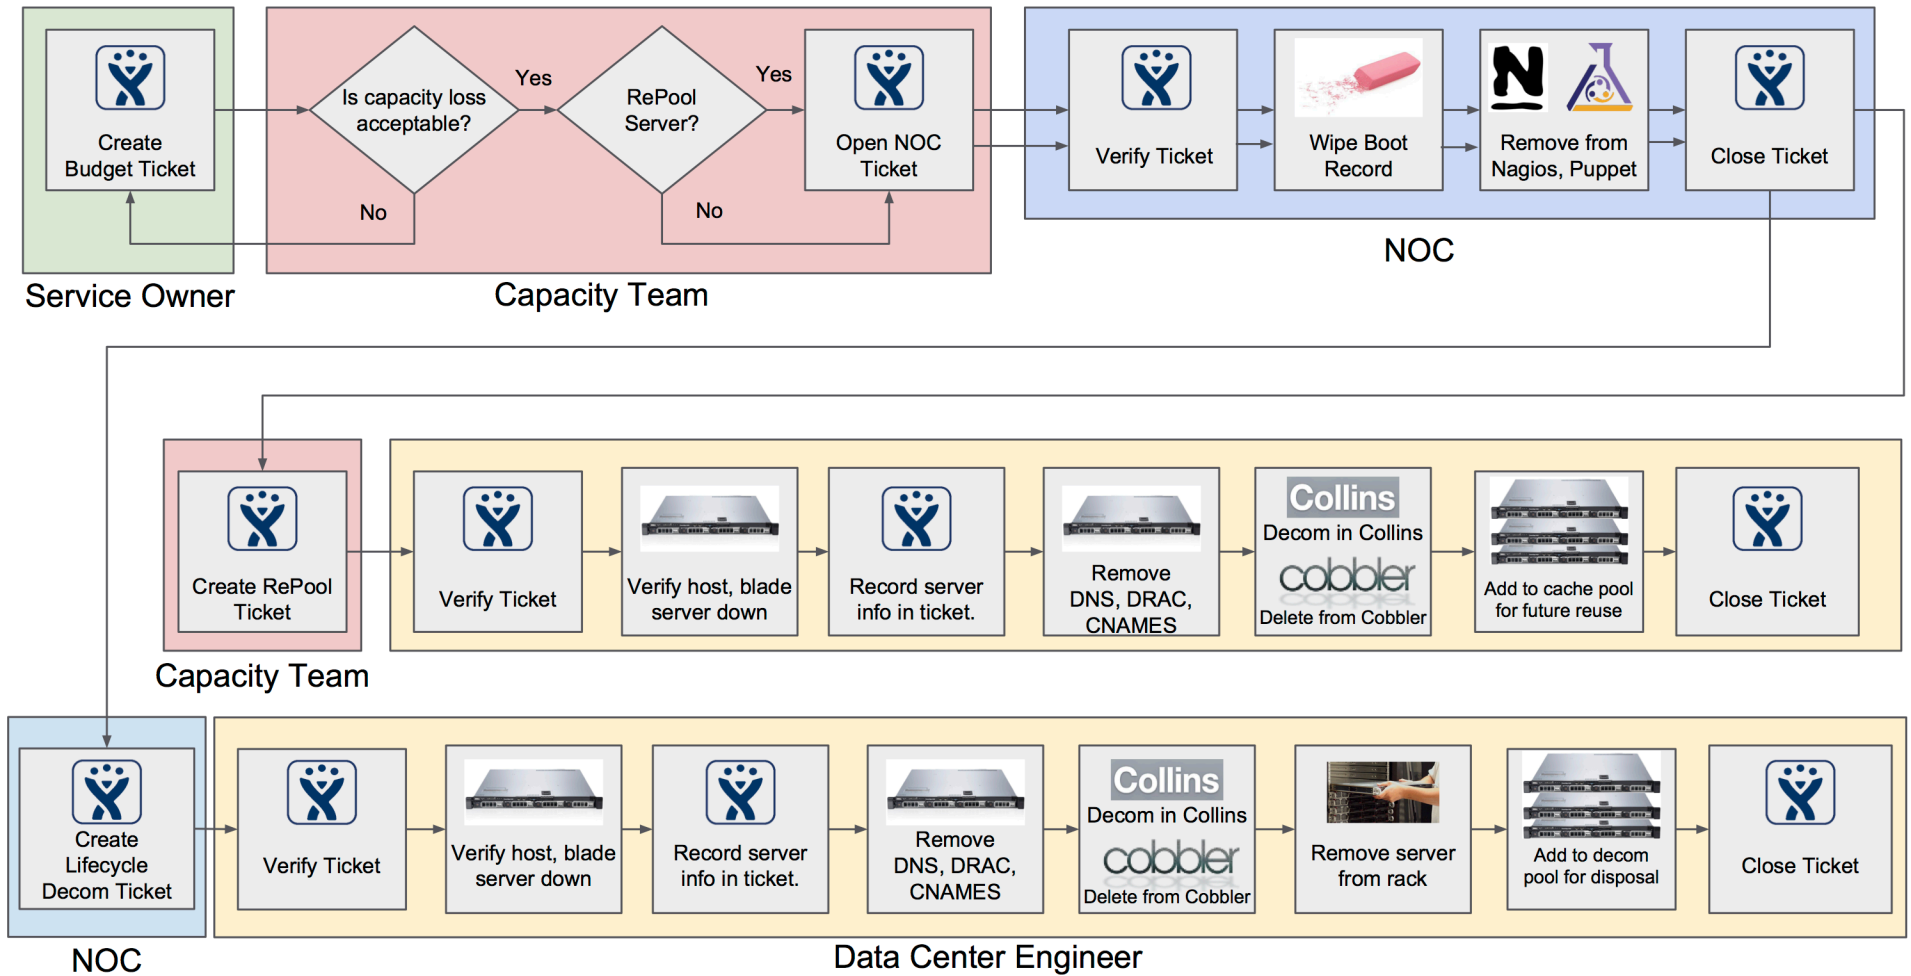 Create
Budget Ticket
Is capacity loss
acceptable?
Yes
No
RePool
Server?
Yes
No
Open NOC
Ticket
Verify Ticket
Wipe Boot
Record
N
Remove from
Nagios, Puppet
Close Ticket
Service Owner
Capacity Team
NOC
Create RePool
Ticket
Verify Ticket
Verify host, blade
server down
Record server
info in ticket.
Remove
DNS, DRAC,
CNAMES
Collins
Decom in Collins
cobbler
Delete from Cobbler
Add to cache pool
for future reuse
Close Ticket
Capacity Team
Create
Lifecycle
Decom Ticket
Verify Ticket
Verify host, blade
server down
Record server
info in ticket.
Remove
DNS, DRAC,
CNAMES
Collins
Decom in Collins
cobbler
Delete from Cobbler
Remove server
from rack
Add to decom
pool for disposal
Close Ticket
NOC
Data Center Engineer